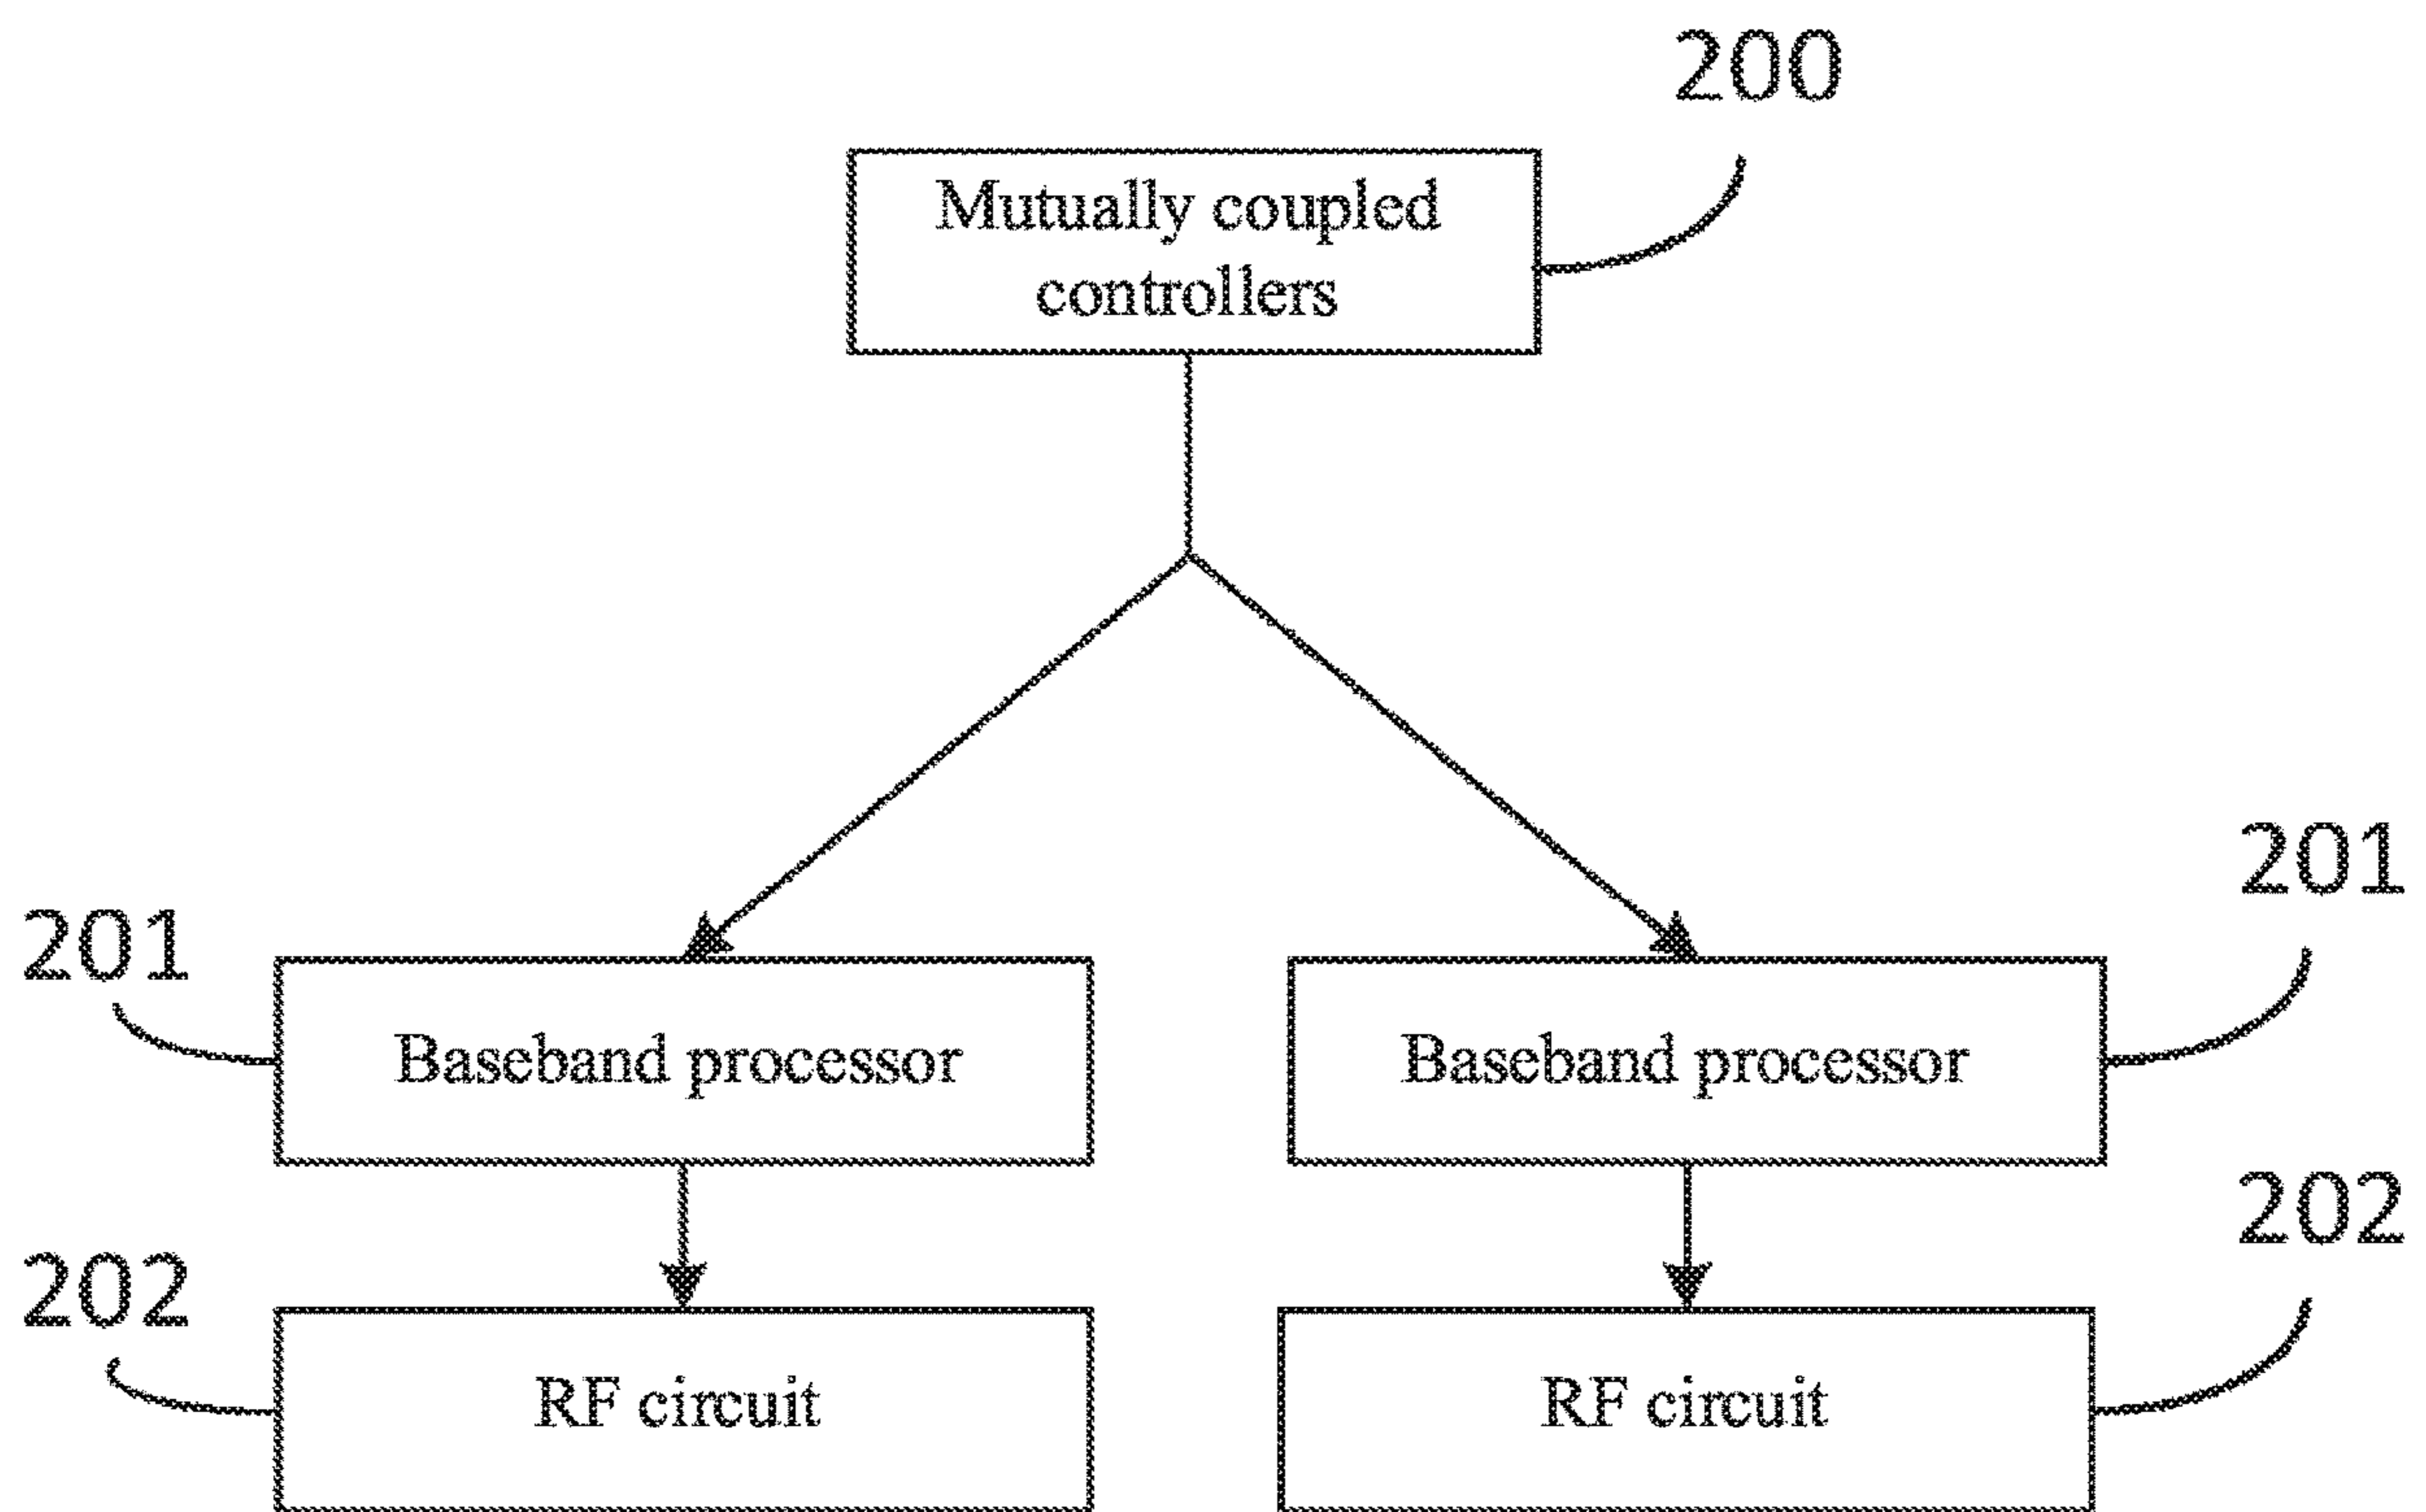 200
Mutually coupled
controllers
201
201
Baseband processor
Baseband processor
202
202
RF circuit
RF circuit